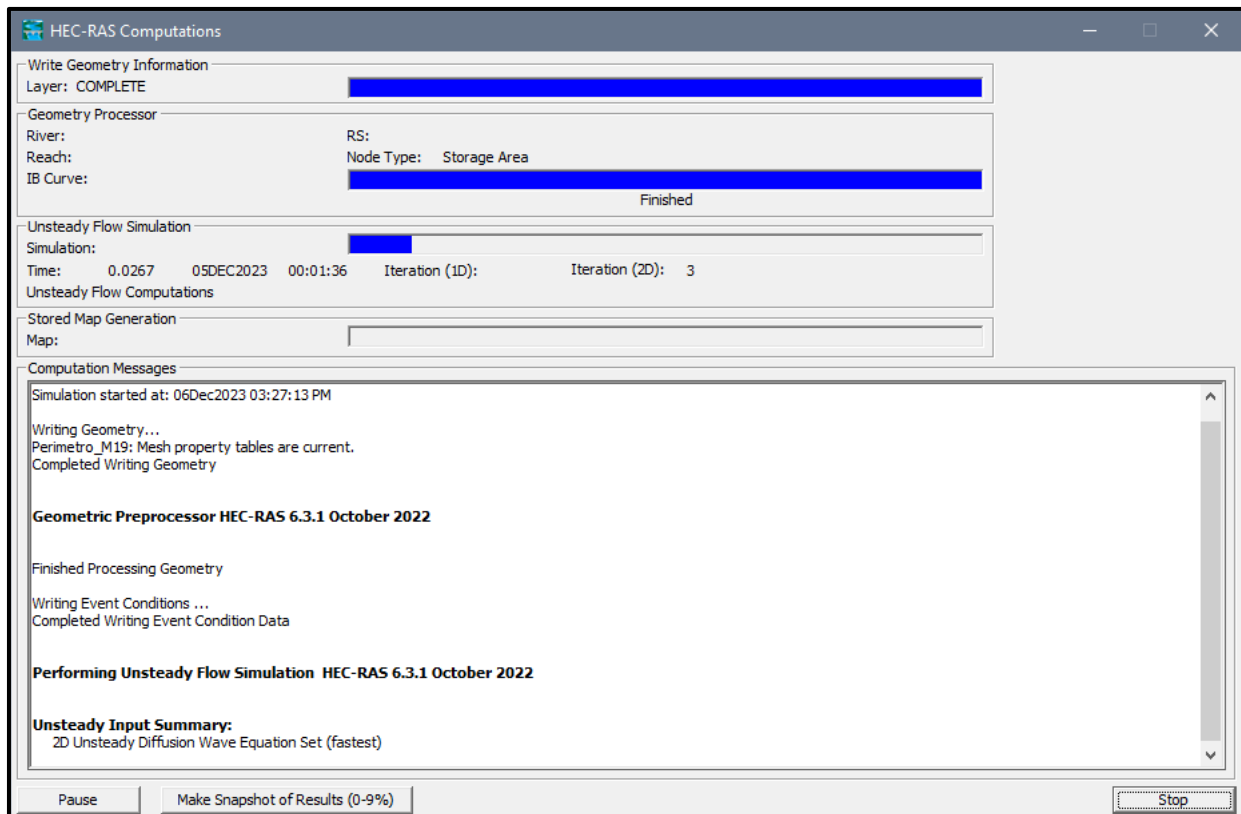 HEC-RAS Computations
Write Geometry Information
Layer: COMPLETE
Geometry Processor
River: RS:
Reach: Node Type: Storage Area
IB Curve:
Finished
Unsteady Flow Simulation
Simulation:
Time: 0.0267 05DEC2023 00:01:36 Iteration (1D): Iteration (2D): 3
Unsteady Flow Computations
Stored Map Generation
Map:
Computation Messages
Simulation started at: 06Dec2023 03:27:13 PM
Writing Geometry...
Perimetro_M19: Mesh property tables are current.
Completed Writing Geometry
Geometric Preprocessor HEC-RAS 6.3.1 October 2022
Finished Processing Geometry
Writing Event Conditions ...
Completed Writing Event Condition Data
Performing Unsteady Flow Simulation HEC-RAS 6.3.1 October 2022
Unsteady Input Summary:
2D Unsteady Diffusion Wave Equation Set (fastest)
Pause Make Snapshot of Results (0-9%) Stop